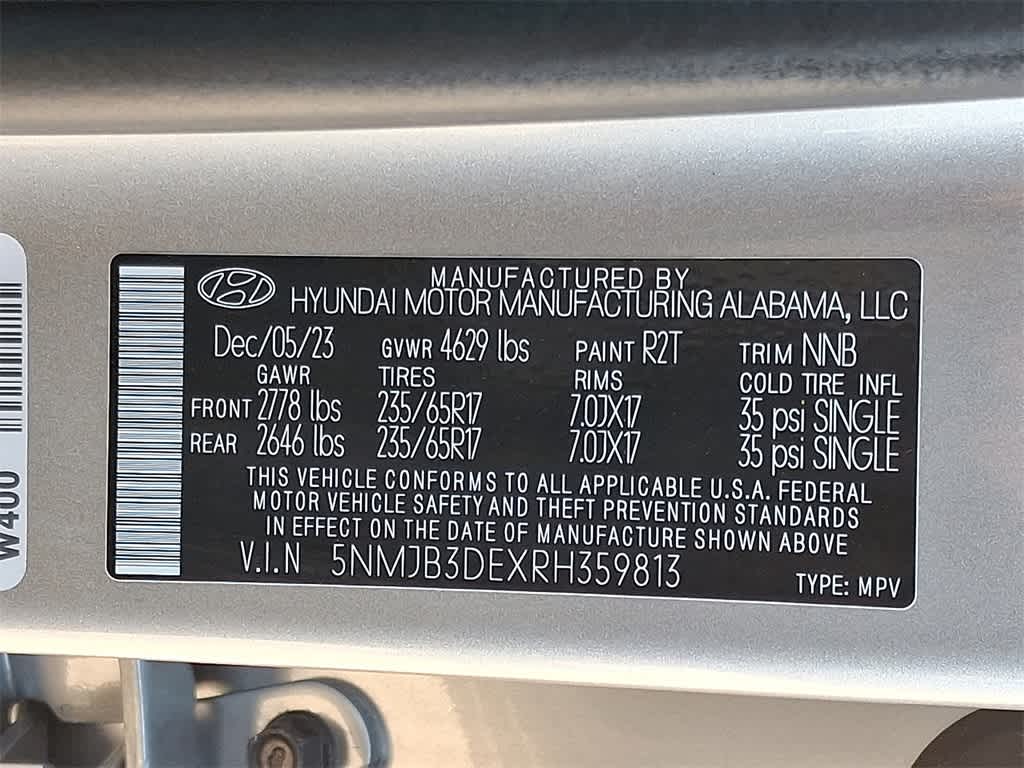 MANUFACTURED BY
HYUNDAI MOTOR MANUFACTURING ALABAMA, LLC
Dec/05/23 GVWR 4629 lbs PAINT R2T TRIM NNB
GAWR TIRES RIMS COLD TIRE INFL
FRONT 2778 lbs 235/65R17 7.0JX17 35 psi SINGLE
REAR 2646 lbs 235/65R17 7.0JX17 35 psi SINGLE
THIS VEHICLE CONFORMS TO ALL APPLICABLE U.S.A. FEDERAL
MOTOR VEHICLE SAFETY AND THEFT PREVENTION STANDARDS
IN EFFECT ON THE DATE OF MANUFACTURE SHOWN ABOVE
V.I.N 5NMJB3DEXRH359813
TYPE: MPV
W400